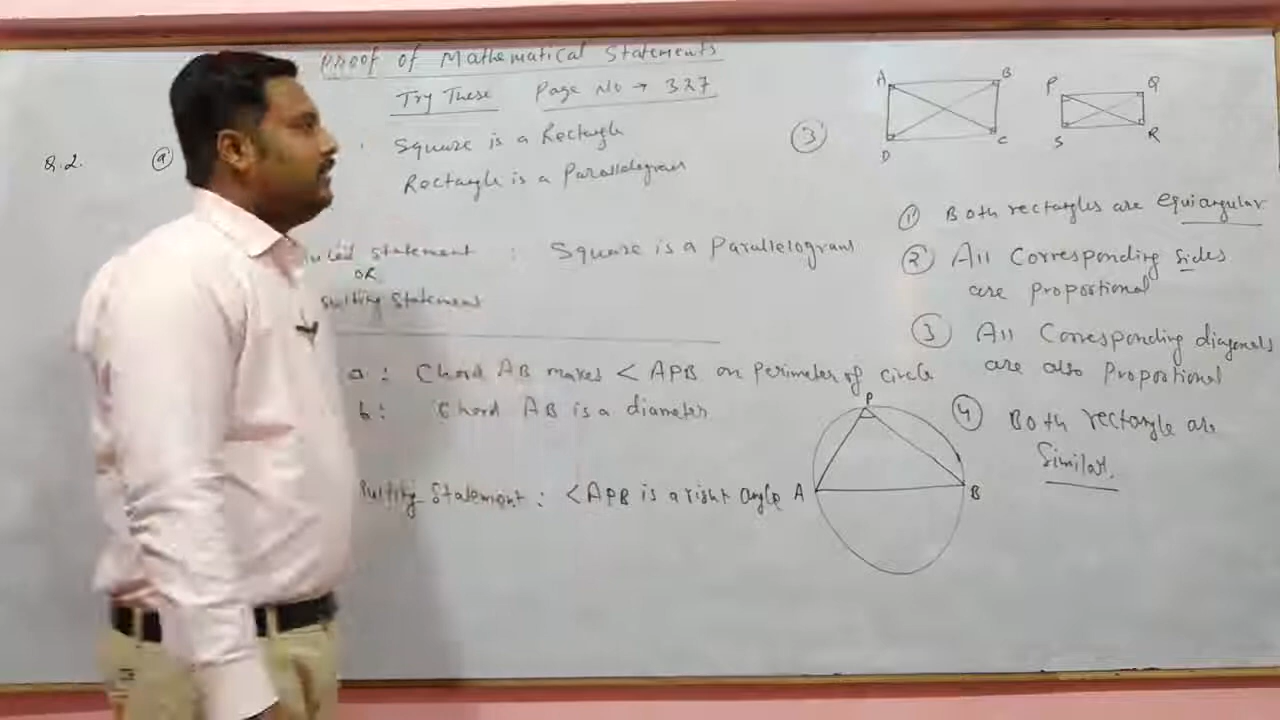 Proof of Mathematical Statements
Try These Page No → 327
Q.2. (a) Square is a Rectangle
Rectangle is a Parallelogram
Statement : Square is a Parallelogram
OR
Statement
a : Chord AB makes < APB on Perimeter of circle
b : Chord AB is a diameter
Statement : < APB is a right angle
P
A B
(3)
A B
D C
P Q
S R
(1) Both rectangles are equiangular
(2) All Corresponding sides
are proportional
(3) All Corresponding diagonals
are also proportional
(4) Both rectangle are
Similar.